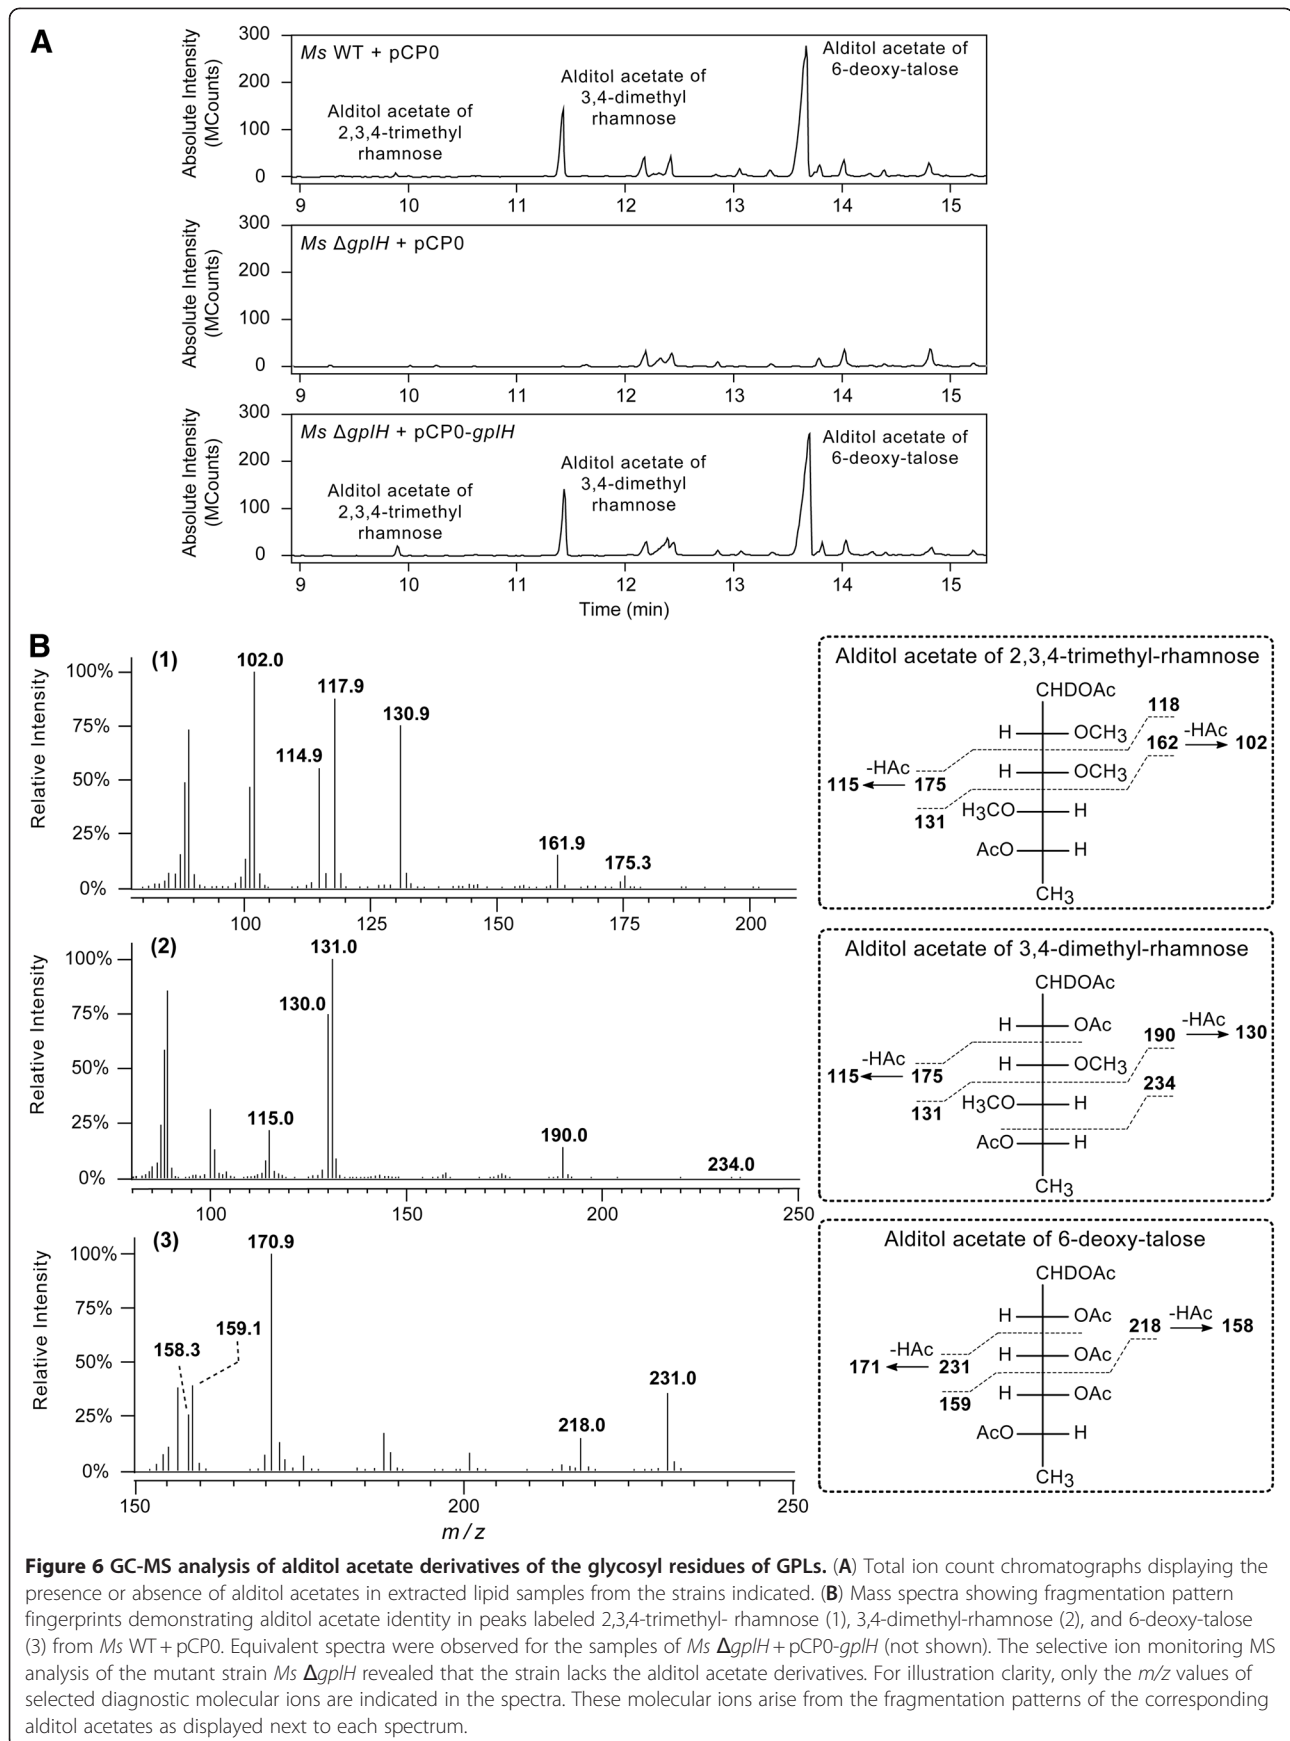 A
Absolute Intensity
(MCounts)
300
200
100
0
Ms WT + pCP0
Alditol acetate of
2,3,4-trimethyl
rhamnose
Alditol acetate of
3,4-dimethyl
rhamnose
Alditol acetate of
6-deoxy-talose
9 10 11 12 13 14 15
Absolute Intensity
(MCounts)
300
200
100
0
Ms ΔgplH + pCP0
9 10 11 12 13 14 15
Absolute Intensity
(MCounts)
300
200
100
0
Ms ΔgplH + pCP0-gplH
Alditol acetate of
2,3,4-trimethyl
rhamnose
Alditol acetate of
3,4-dimethyl
rhamnose
Alditol acetate of
6-deoxy-talose
9 10 11 12 13 14 15
Time (min)
B
(1)
Relative Intensity
100%
75%
50%
25%
0%
102.0
117.9
130.9
114.9
161.9
175.3
100 125 150 175 200
Alditol acetate of 2,3,4-trimethyl-rhamnose
CHDOAc
118
H OCH3
162 -HAc 102
-HAc
H OCH3
115 175
131
H3CO H
AcO H
CH3
(2)
Relative Intensity
100%
75%
50%
25%
0%
131.0
130.0
115.0
190.0
234.0
100 150 200 250
Alditol acetate of 3,4-dimethyl-rhamnose
CHDOAc
H OAc
190 -HAc 130
-HAc
H OCH3
115 175
234
131
H3CO H
AcO H
CH3
(3)
Relative Intensity
100%
75%
50%
25%
0%
170.9
159.1
158.3
231.0
218.0
150 200 250
m/z
Alditol acetate of 6-deoxy-talose
CHDOAc
H OAc
218 -HAc 158
-HAc
H OAc
171 231
159
H OAc
AcO H
CH3
Figure 6 GC-MS analysis of alditol acetate derivatives of the glycosyl residues of GPLs. (A) Total ion count chromatographs displaying the
presence or absence of alditol acetates in extracted lipid samples from the strains indicated. (B) Mass spectra showing fragmentation pattern
fingerprints demonstrating alditol acetate identity in peaks labeled 2,3,4-trimethyl- rhamnose (1), 3,4-dimethyl-rhamnose (2), and 6-deoxy-talose
(3) from Ms WT + pCP0. Equivalent spectra were observed for the samples of Ms ΔgplH + pCP0-gplH (not shown). The selective ion monitoring MS
analysis of the mutant strain Ms ΔgplH revealed that the strain lacks the alditol acetate derivatives. For illustration clarity, only the m/z values of
selected diagnostic molecular ions are indicated in the spectra. These molecular ions arise from the fragmentation patterns of the corresponding
alditol acetates as displayed next to each spectrum.